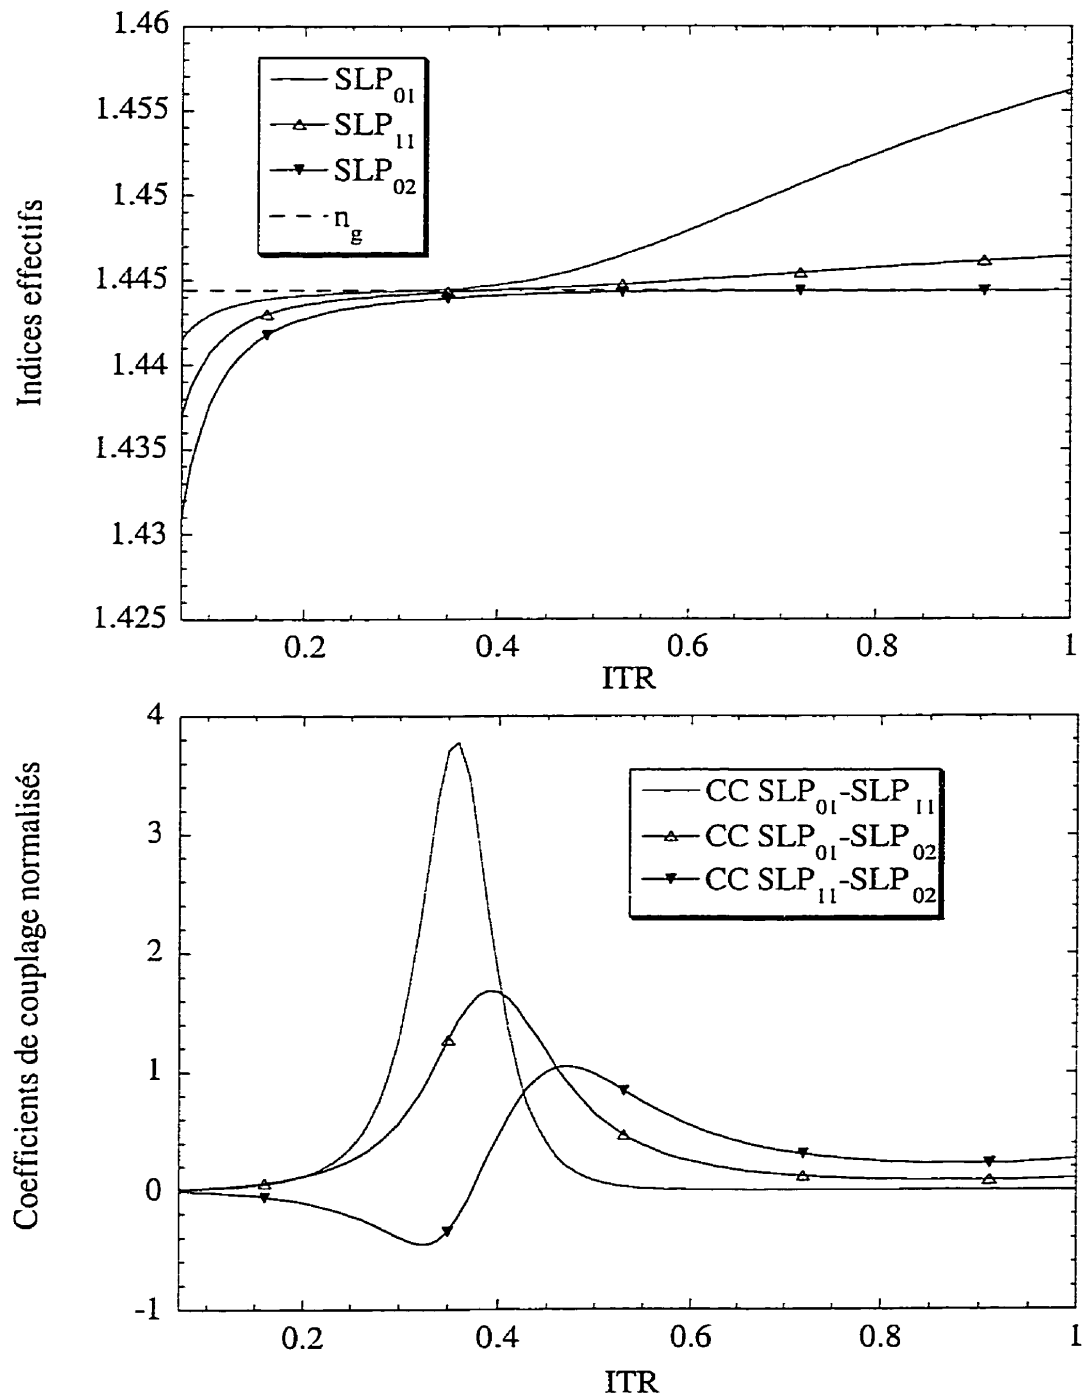 1.46
1.455
1.45
1.445
1.44
1.435
1.43
1.425
Indices effectifs
SLP01
SLP11
SLP02
ng
0.2
0.4
0.6
0.8
1
ITR
4
3
2
1
0
-1
Coefficients de couplage normalisés
CC SLP01-SLP11
CC SLP01-SLP02
CC SLP11-SLP02
0.2
0.4
0.6
0.8
1
ITR